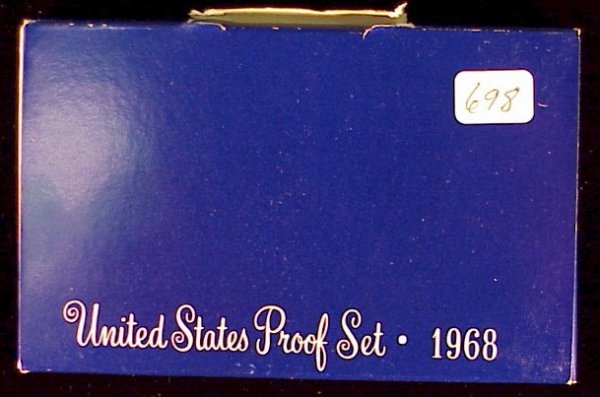 698
United States Proof Set • 1968